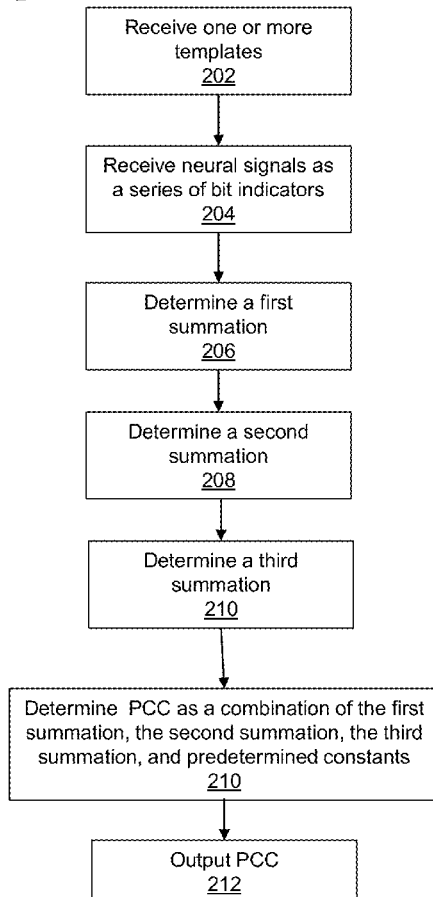 Receive one or more
templates
202
Receive neural signals as
a series of bit indicators
204
Determine a first
summation
206
Determine a second
summation
208
Determine a third
summation
210
Determine PCC as a combination of the first
summation, the second summation, the third
summation, and predetermined constants
210
Output PCC
212